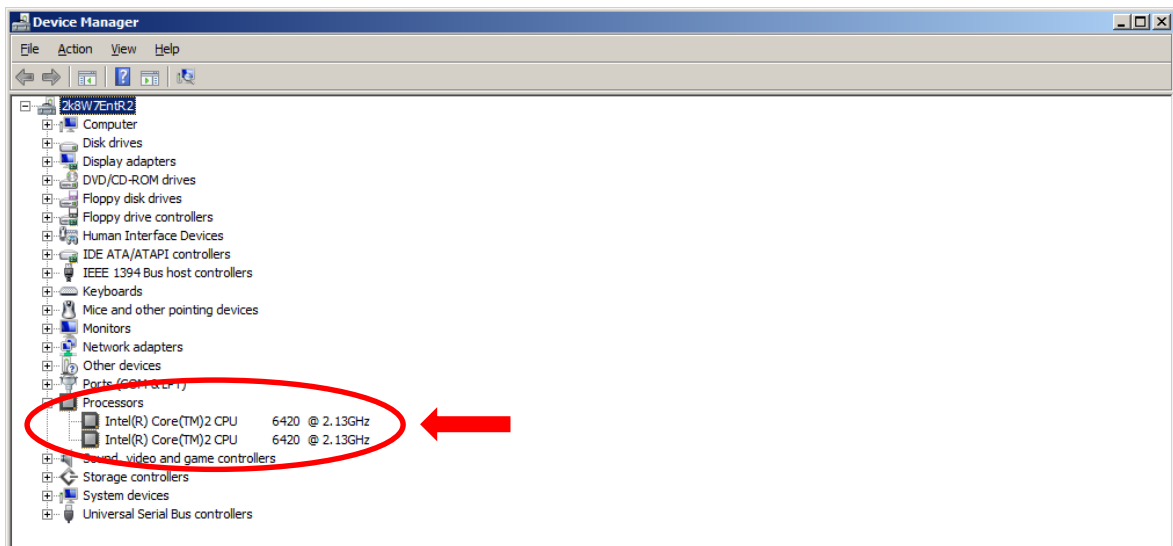 Device Manager
File Action View Help
2k8W7EntR2
Computer
Disk drives
Display adapters
DVD/CD-ROM drives
Floppy disk drives
Floppy drive controllers
Human Interface Devices
IDE ATA/ATAPI controllers
IEEE 1394 Bus host controllers
Keyboards
Mice and other pointing devices
Monitors
Network adapters
Other devices
Ports (COM & LPT)
Processors
Intel(R) Core(TM)2 CPU 6420 @ 2.13GHz
Intel(R) Core(TM)2 CPU 6420 @ 2.13GHz
Sound, video and game controllers
Storage controllers
System devices
Universal Serial Bus controllers